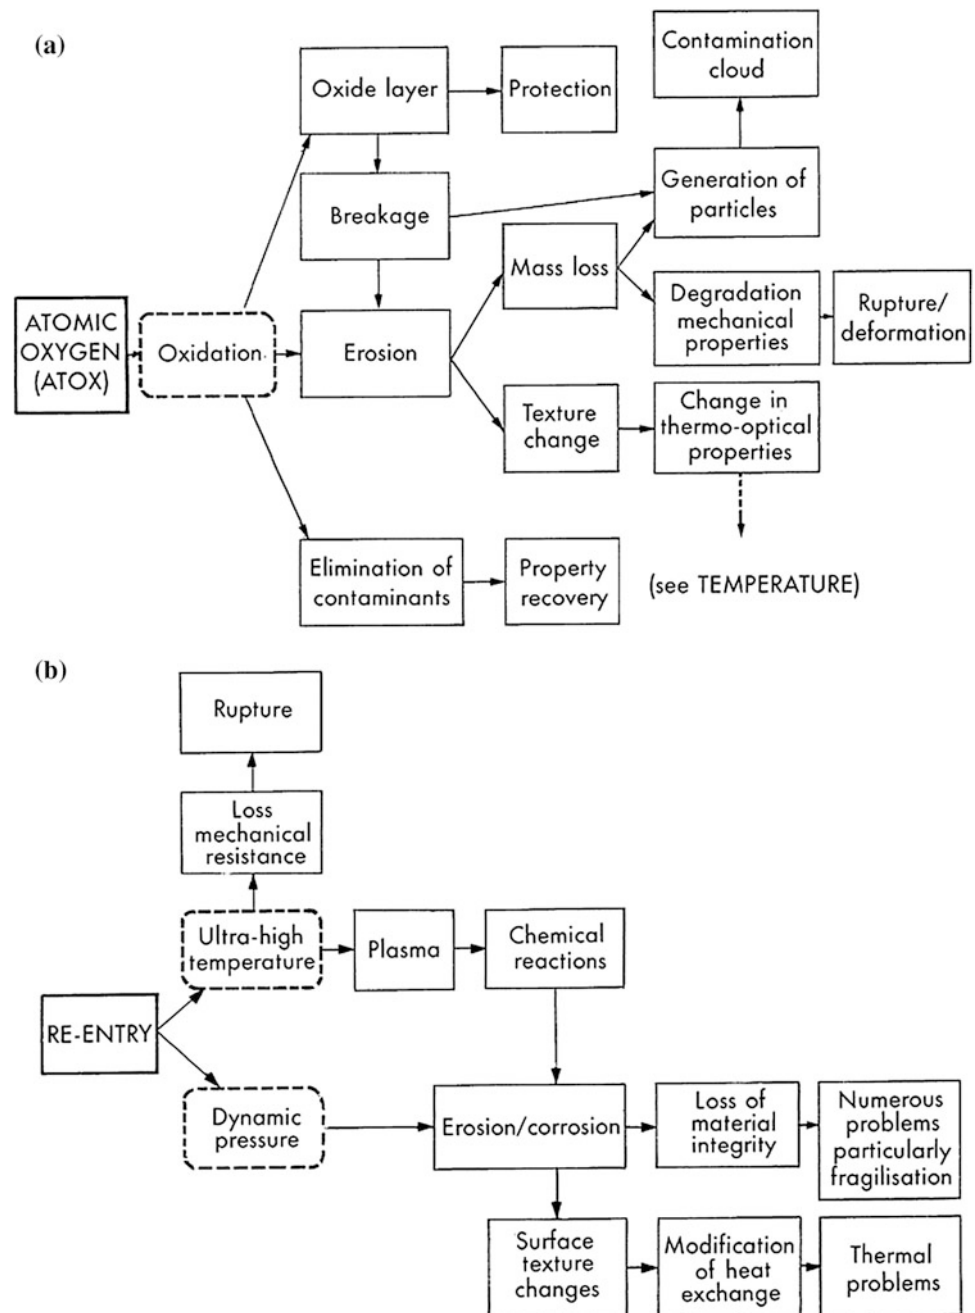 (a)
Oxide layer
Protection
Contamination
cloud
Breakage
Generation of
particles
Mass loss
ATOMIC
OXYGEN
(ATOX)
Oxidation
Erosion
Degradation
mechanical
properties
Rupture/
deformation
Texture
change
Change in
thermo-optical
properties
Elimination of
contaminants
Property
recovery
(see TEMPERATURE)
(b)
Rupture
Loss
mechanical
resistance
Ultra-high
temperature
Plasma
Chemical
reactions
RE-ENTRY
Dynamic
pressure
Erosion/corrosion
Loss of
material
integrity
Numerous
problems
particularly
fragilisation
Surface
texture
changes
Modification
of heat
exchange
Thermal
problems